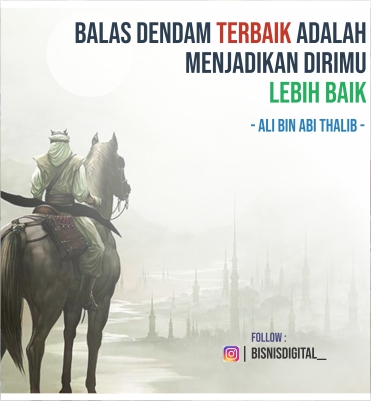 BALAS DENDAM TERBAIK ADALAH
MENJADIKAN DIRIMU
LEBIH BAIK
- ALI BIN ABI THALIB -
FOLLOW :
| BISNISDIGITAL__